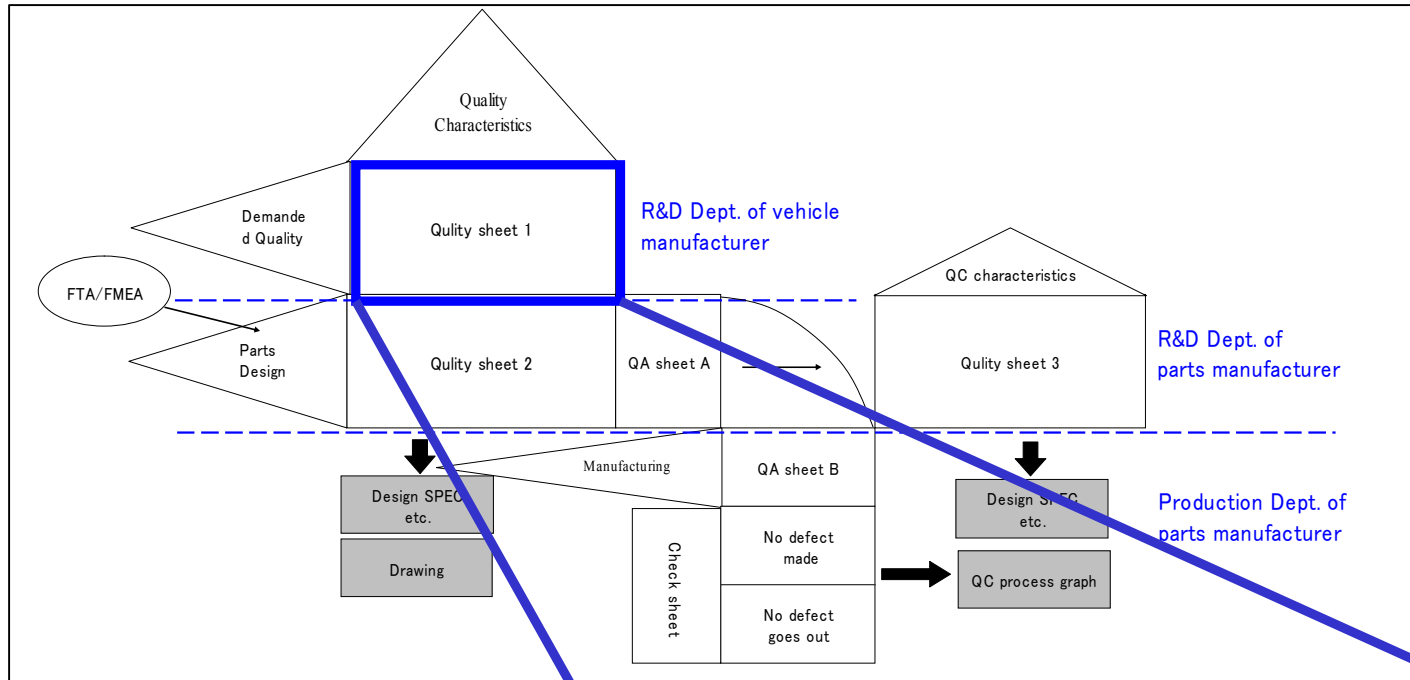 Quality
Characteristics
Demande
d Quality
Qulity sheet 1
R&D Dept. of vehicle
manufacturer
FTA/FMEA
QC characteristics
Parts
Design
Qulity sheet 2
QA sheet A
Qulity sheet 3
R&D Dept. of
parts manufacturer
Manufacturing
QA sheet B
Design SPEC
etc.
Design SPEC
etc.
Production Dept. of
parts manufacturer
Drawing
Check sheet
No defect
made
QC process graph
No defect
goes out